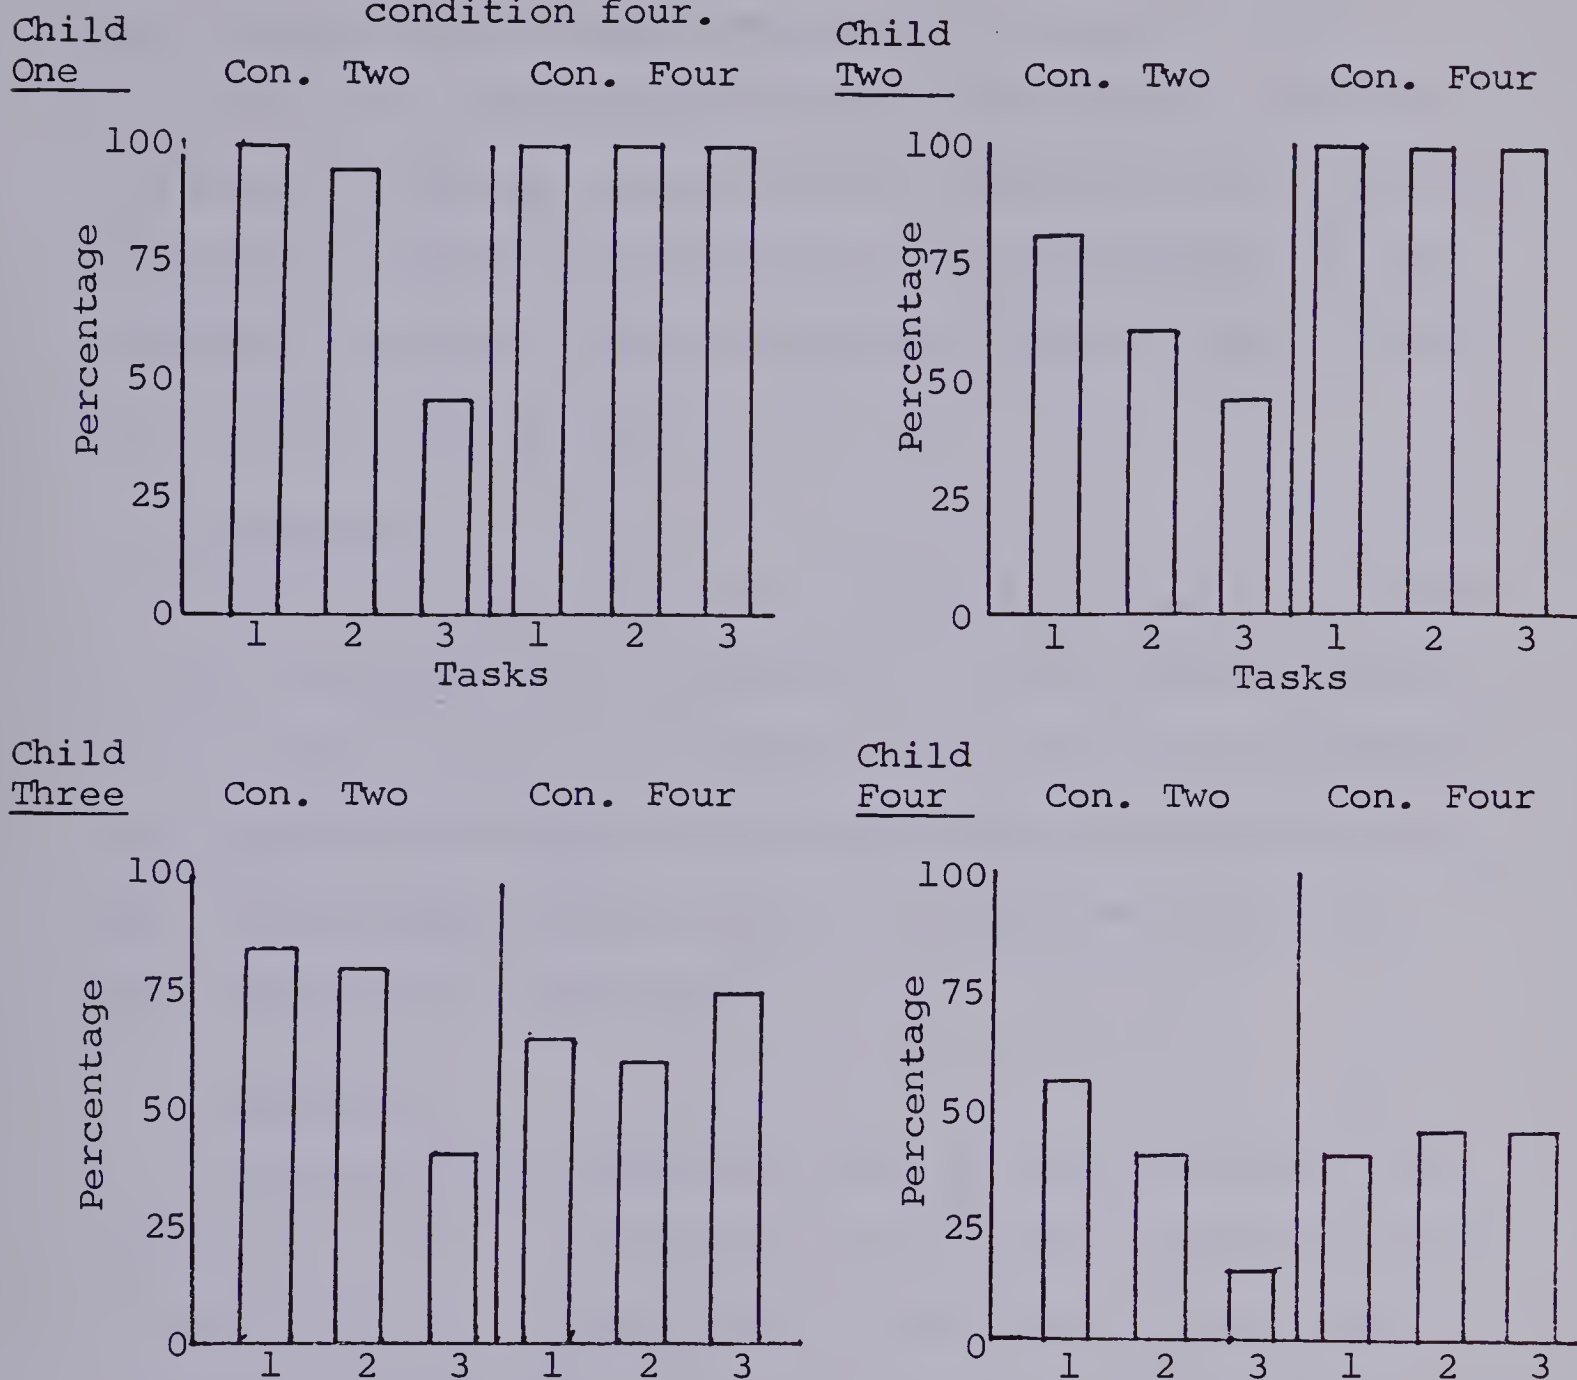 condition four.
Child
One Con. Two Con. Four
100
75
50
25
0
Percentage
1 2 3 1 2 3
Tasks
Child
Two Con. Two Con. Four
100
75
50
25
0
Percentage
1 2 3 1 2 3
Tasks
Child
Three Con. Two Con. Four
100
75
50
25
0
Percentage
1 2 3 1 2 3
Child
Four Con. Two Con. Four
100
75
50
25
0
Percentage
1 2 3 1 2 3